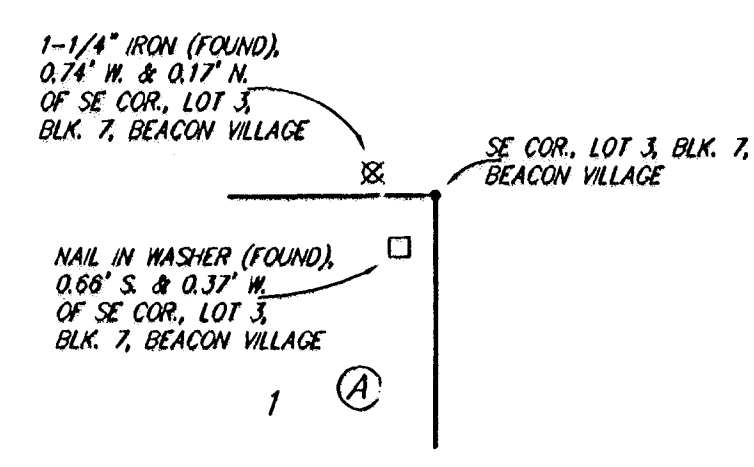 1-1/4" IRON (FOUND),
0.74' W. & 0.17' N.
OF SE COR., LOT 3,
BLK. 7, BEACON VILLAGE
SE COR., LOT 3, BLK. 7,
BEACON VILLAGE
NAIL IN WASHER (FOUND),
0.66' S. & 0.37' W.
OF SE COR., LOT 3,
BLK. 7, BEACON VILLAGE
1
A